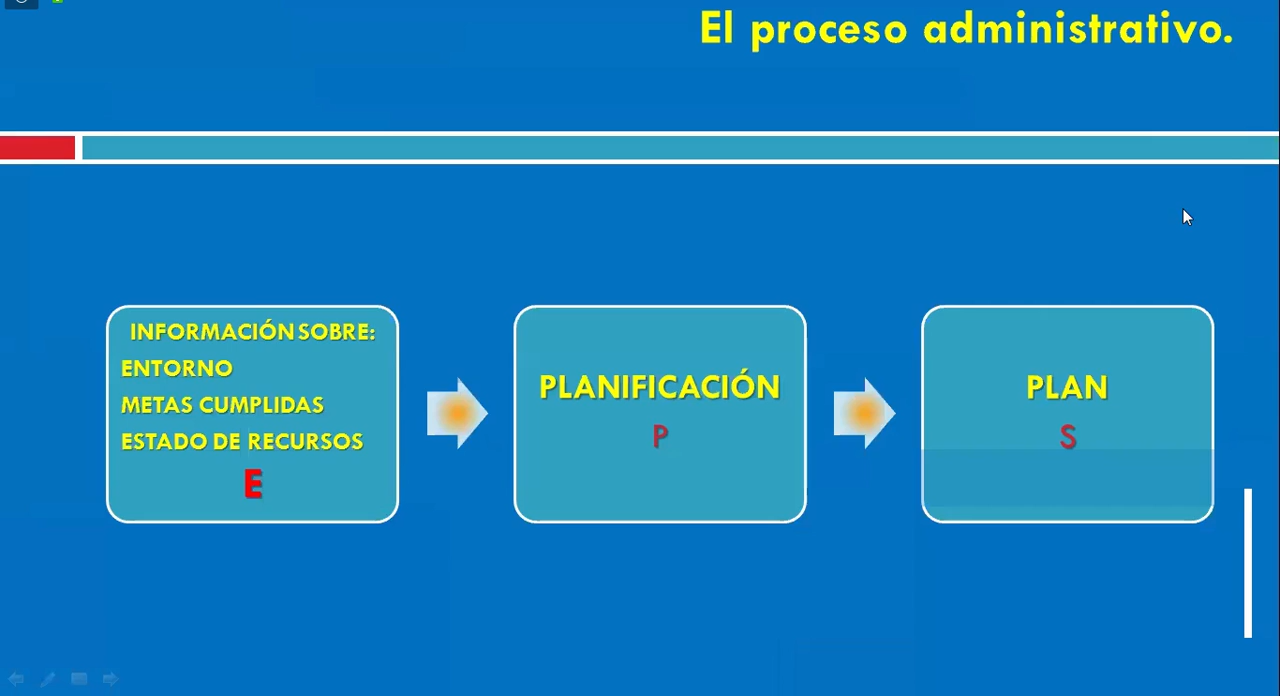 El proceso administrativo.
INFORMACIÓN SOBRE:
ENTORNO
METAS CUMPLIDAS
ESTADO DE RECURSOS
E
PLANIFICACIÓN
P
PLAN
S